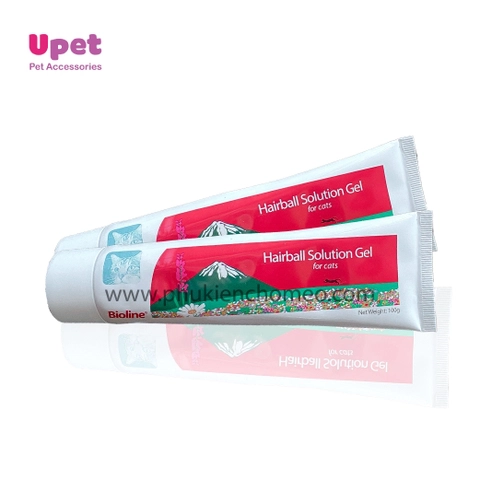 Upet
Pet Accessories
Hairball Solution Gel
for cats
Hairball Solution Gel
for cats
www.phukienchomeo.com
Bioline®
Net Weight: 100g